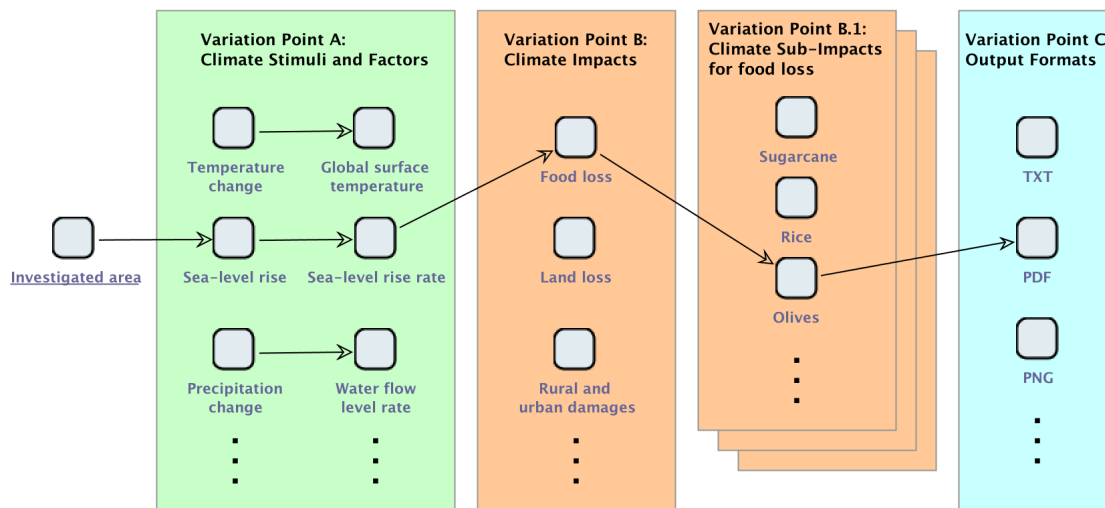 Variation Point A:
Climate Stimuli and Factors
Temperature
change
Global surface
temperature
Investigated area
Sea-level rise
Sea-level rise rate
Precipitation
change
Water flow
level rate
Variation Point B:
Climate Impacts
Food loss
Land loss
Rural and
urban damages
Variation Point B.1:
Climate Sub-Impacts
for food loss
Sugarcane
Rice
Olives
Variation Point C
Output Formats
TXT
PDF
PNG